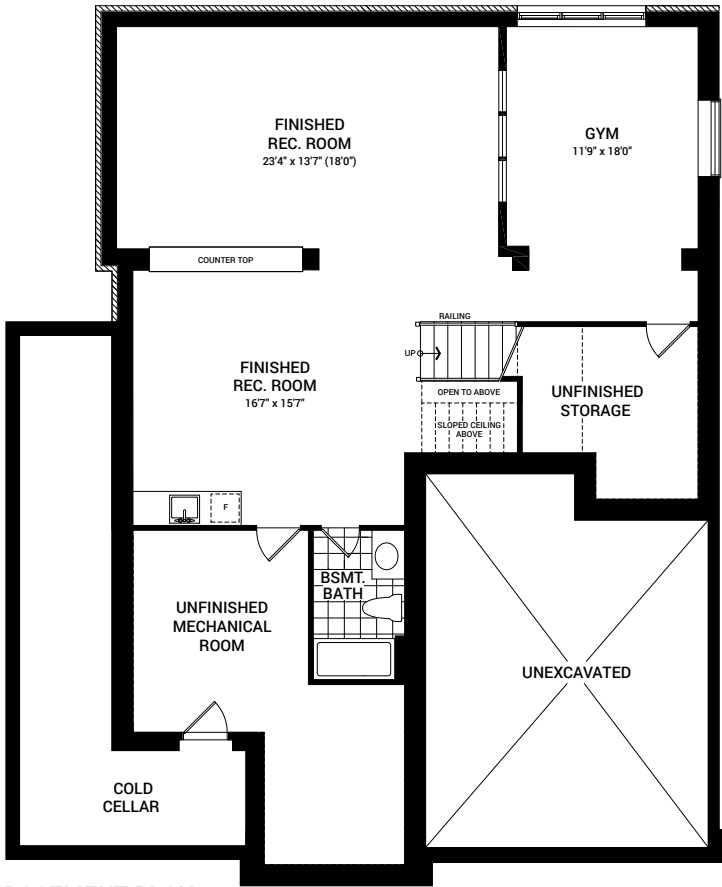 FINISHED
REC. ROOM
23'4" x 13'7" (18'0")
GYM
11'9" x 18'0"
COUNTER TOP
RAILING
UP
FINISHED
REC. ROOM
16'7" x 15'7"
OPEN TO ABOVE
SLOPED CEILING
ABOVE
UNFINISHED
STORAGE
F
BSMT.
BATH
UNFINISHED
MECHANICAL
ROOM
UNEXCAVATED
COLD
CELLAR